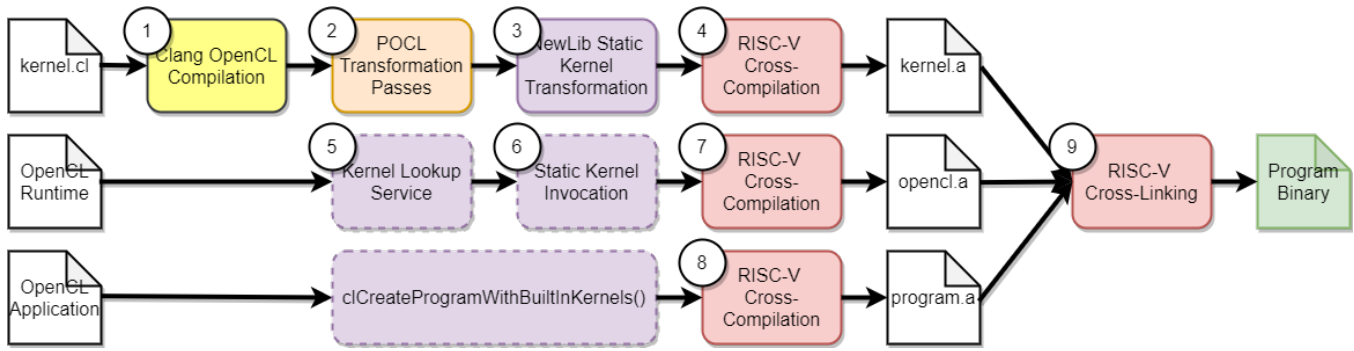 1
2
3
4
kernel.cl
Clang OpenCL
Compilation
POCL
Transformation
Passes
NewLib Static
Kernel
Transformation
RISC-V
Cross-
Compilation
kernel.a
5
6
7
9
OpenCL
Runtime
Kernel Lookup
Service
Static Kernel
Invocation
RISC-V
Cross-
Compilation
opencl.a
RISC-V
Cross-Linking
Program
Binary
8
OpenCL
Application
clCreateProgramWithBuiltInKernels()
RISC-V
Cross-
Compilation
program.a